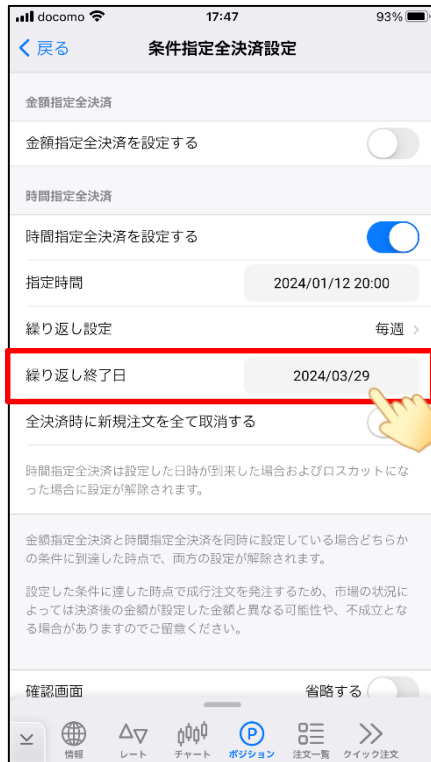 docomo 17:47 93%
戻る 条件指定全決済設定
金額指定全決済
金額指定全決済を設定する
時間指定全決済
時間指定全決済を設定する
指定時間 2024/01/12 20:00
繰り返し設定 毎週
繰り返し終了日 2024/03/29
全決済時に新規注文を全て取消する
時間指定全決済は設定した日時が到来した場合およびロスカットにな
った場合に設定が解除されます。
金額指定全決済と時間指定全決済を同時に設定している場合どちらか
の条件に到達した時点で、両方の設定が解除されます。
設定した条件に達した時点で成行注文を発注するため、市場の状況に
よっては決済後の金額が設定した金額と異なる可能性や、不成立とな
る場合がありますのでご留意ください。
確認画面 省略する
情報 レート チャート ポジション 注文一覧 クイック注文